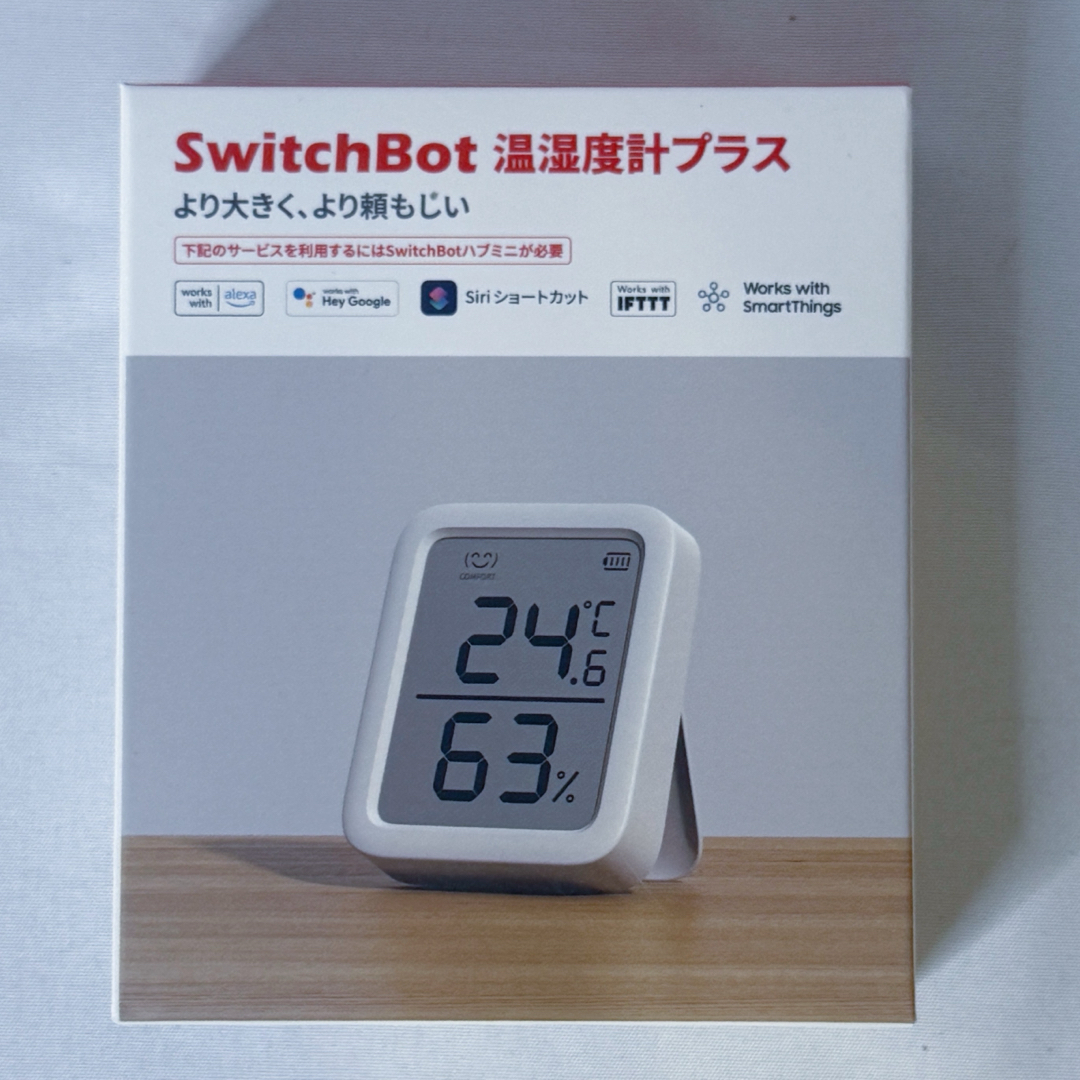 SwitchBot 温湿度計プラス
より大きく、より頼もじい
下記のサービスを利用するにはSwitchBotハブミニが必要
works with alexa
works with Hey Google
Siri ショートカット
Works with IFTTT
Works with SmartThings
COMFORT
24.6℃
63%